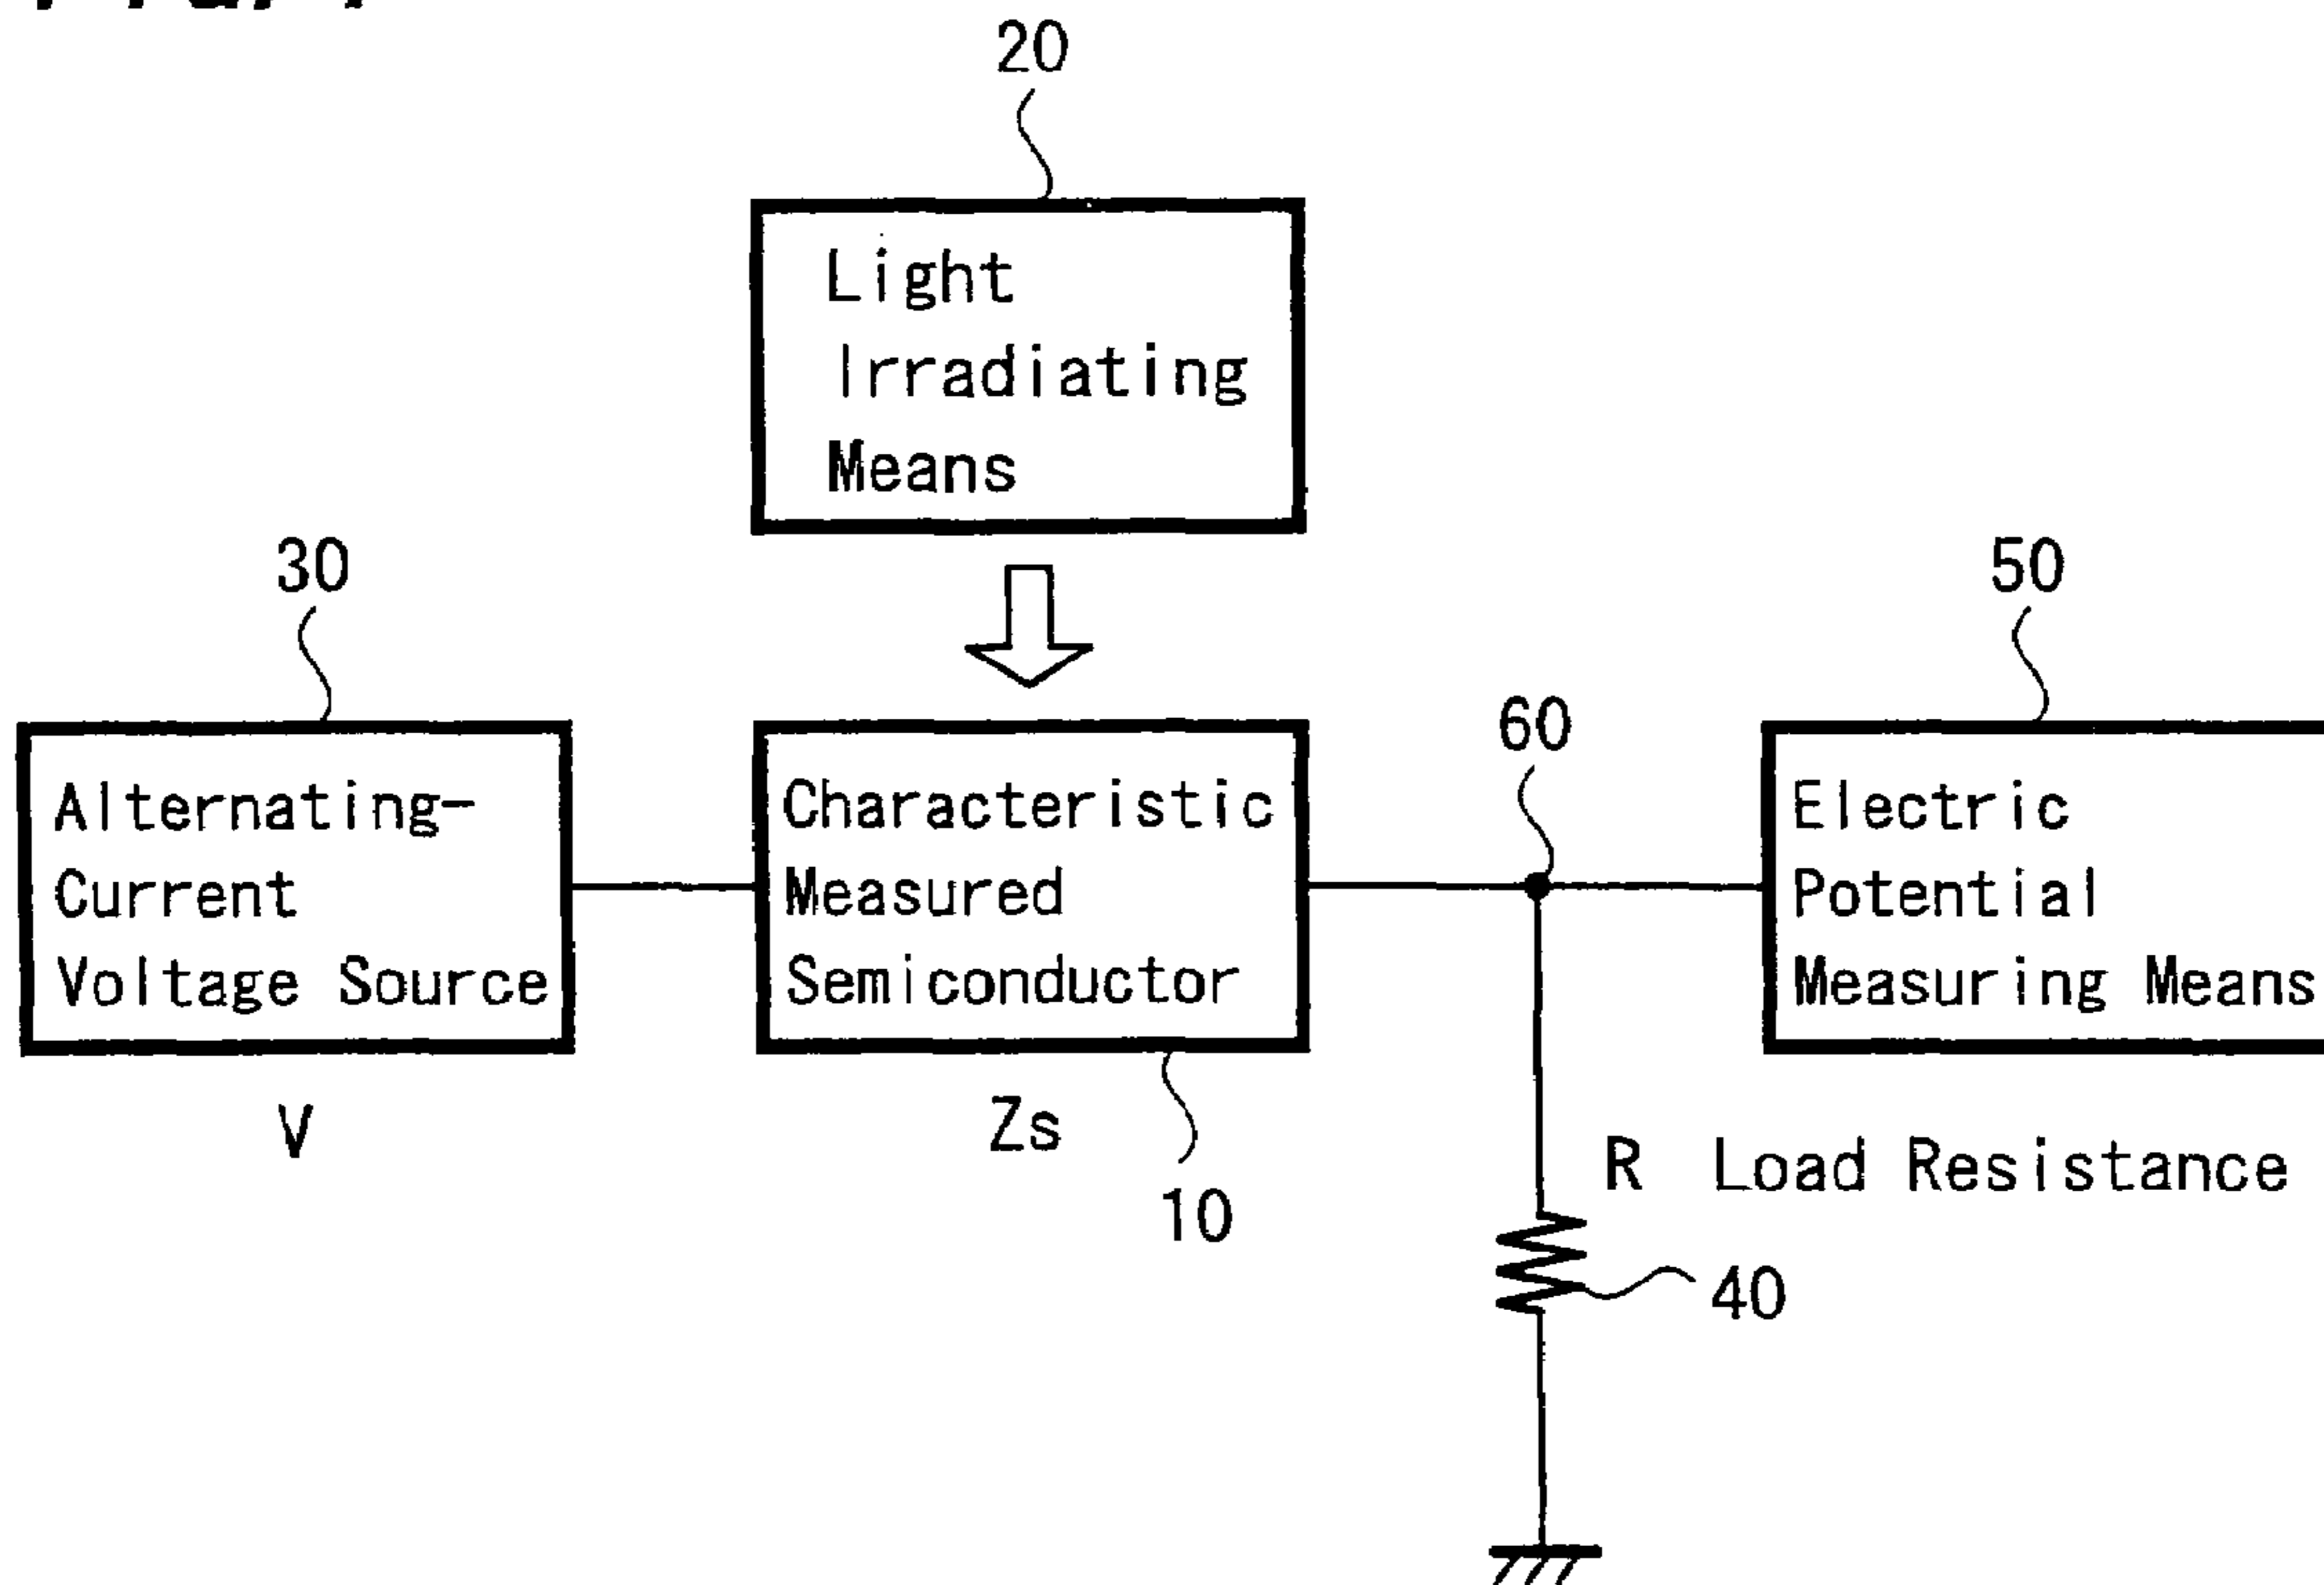 20
Light
Irradiating
Means
30
50
60
Alternating-
Current
Voltage Source
Characteristic
Measured
Semiconductor
Electric
Potential
Measuring Means
V
Zs
10
R Load Resistance
40